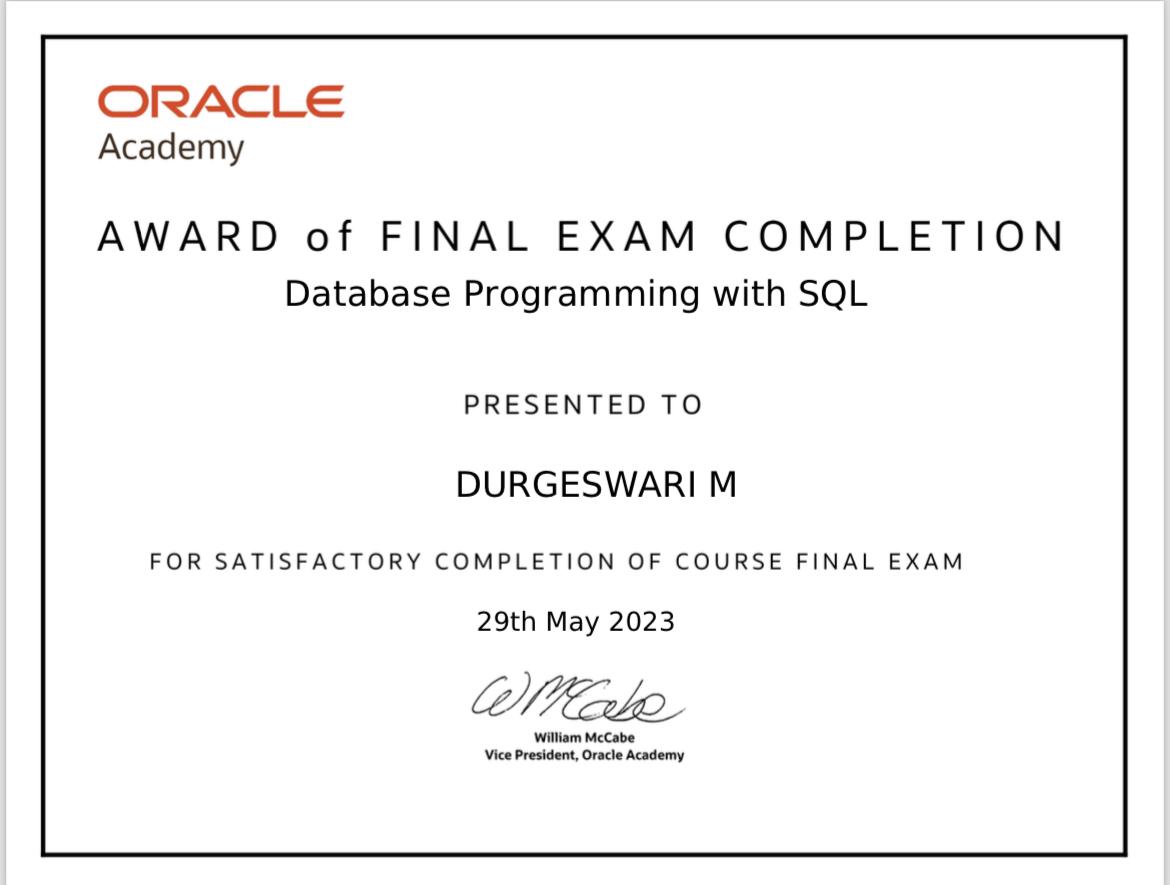 ORACLE
Academy
AWARD of FINAL EXAM COMPLETION
Database Programming with SQL
PRESENTED TO
DURGESWARI M
FOR SATISFACTORY COMPLETION OF COURSE FINAL EXAM
29th May 2023
W McCabe
William McCabe
Vice President, Oracle Academy